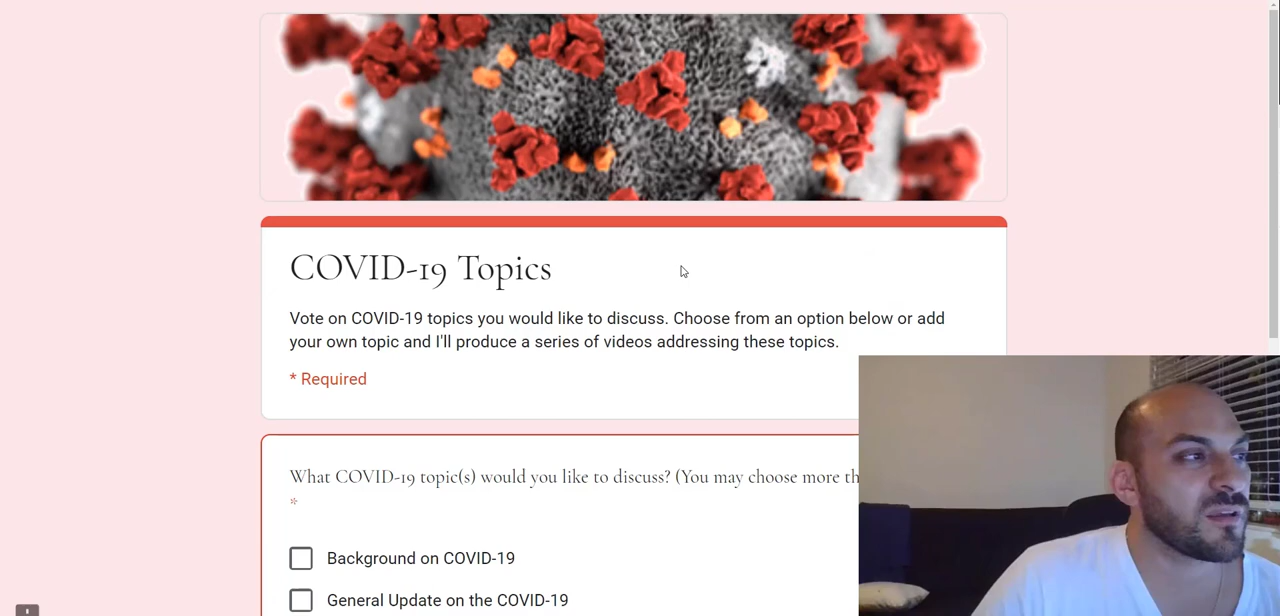 COVID-19 Topics
Vote on COVID-19 topics you would like to discuss. Choose from an option below or add
your own topic and I'll produce a series of videos addressing these topics.
* Required
What COVID-19 topic(s) would you like to discuss? (You may choose more
*
Background on COVID-19
General Update on the COVID-19